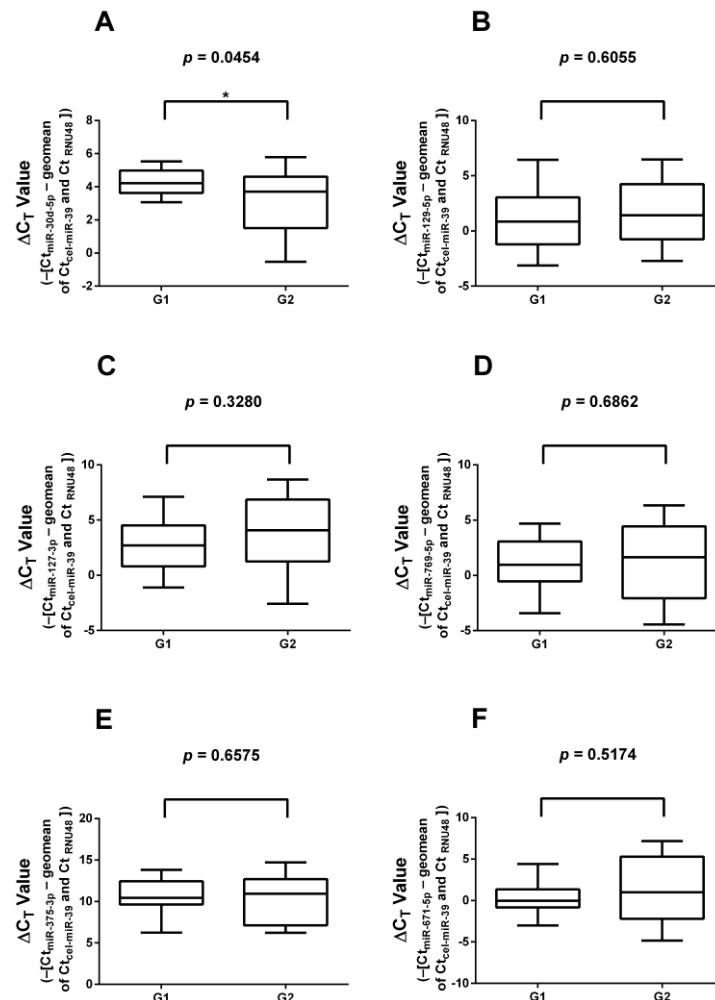 A
p = 0.0454
*
ΔCT Value
(–[CtmiR-30d-5p – geomean
of Ctcel-miR-39 and Ct RNU48 ])
8
6
4
2
0
-2
G1 G2
B
p = 0.6055
ΔCT Value
(–[CtmiR-129-5p – geomean
of Ctcel-miR-39 and Ct RNU48 ])
10
5
0
-5
G1 G2
C
p = 0.3280
ΔCT Value
(–[CtmiR-127-3p – geomean
of Ctcel-miR-39 and Ct RNU48 ])
10
5
0
-5
G1 G2
D
p = 0.6862
ΔCT Value
(–[CtmiR-769-5p – geomean
of Ctcel-miR-39 and Ct RNU48 ])
10
5
0
-5
G1 G2
E
p = 0.6575
ΔCT Value
(–[CtmiR-375-3p – geomean
of Ctcel-miR-39 and Ct RNU48 ])
20
15
10
5
0
G1 G2
F
p = 0.5174
ΔCT Value
(–[CtmiR-671-5p – geomean
of Ctcel-miR-39 and Ct RNU48 ])
10
5
0
-5
-10
G1 G2